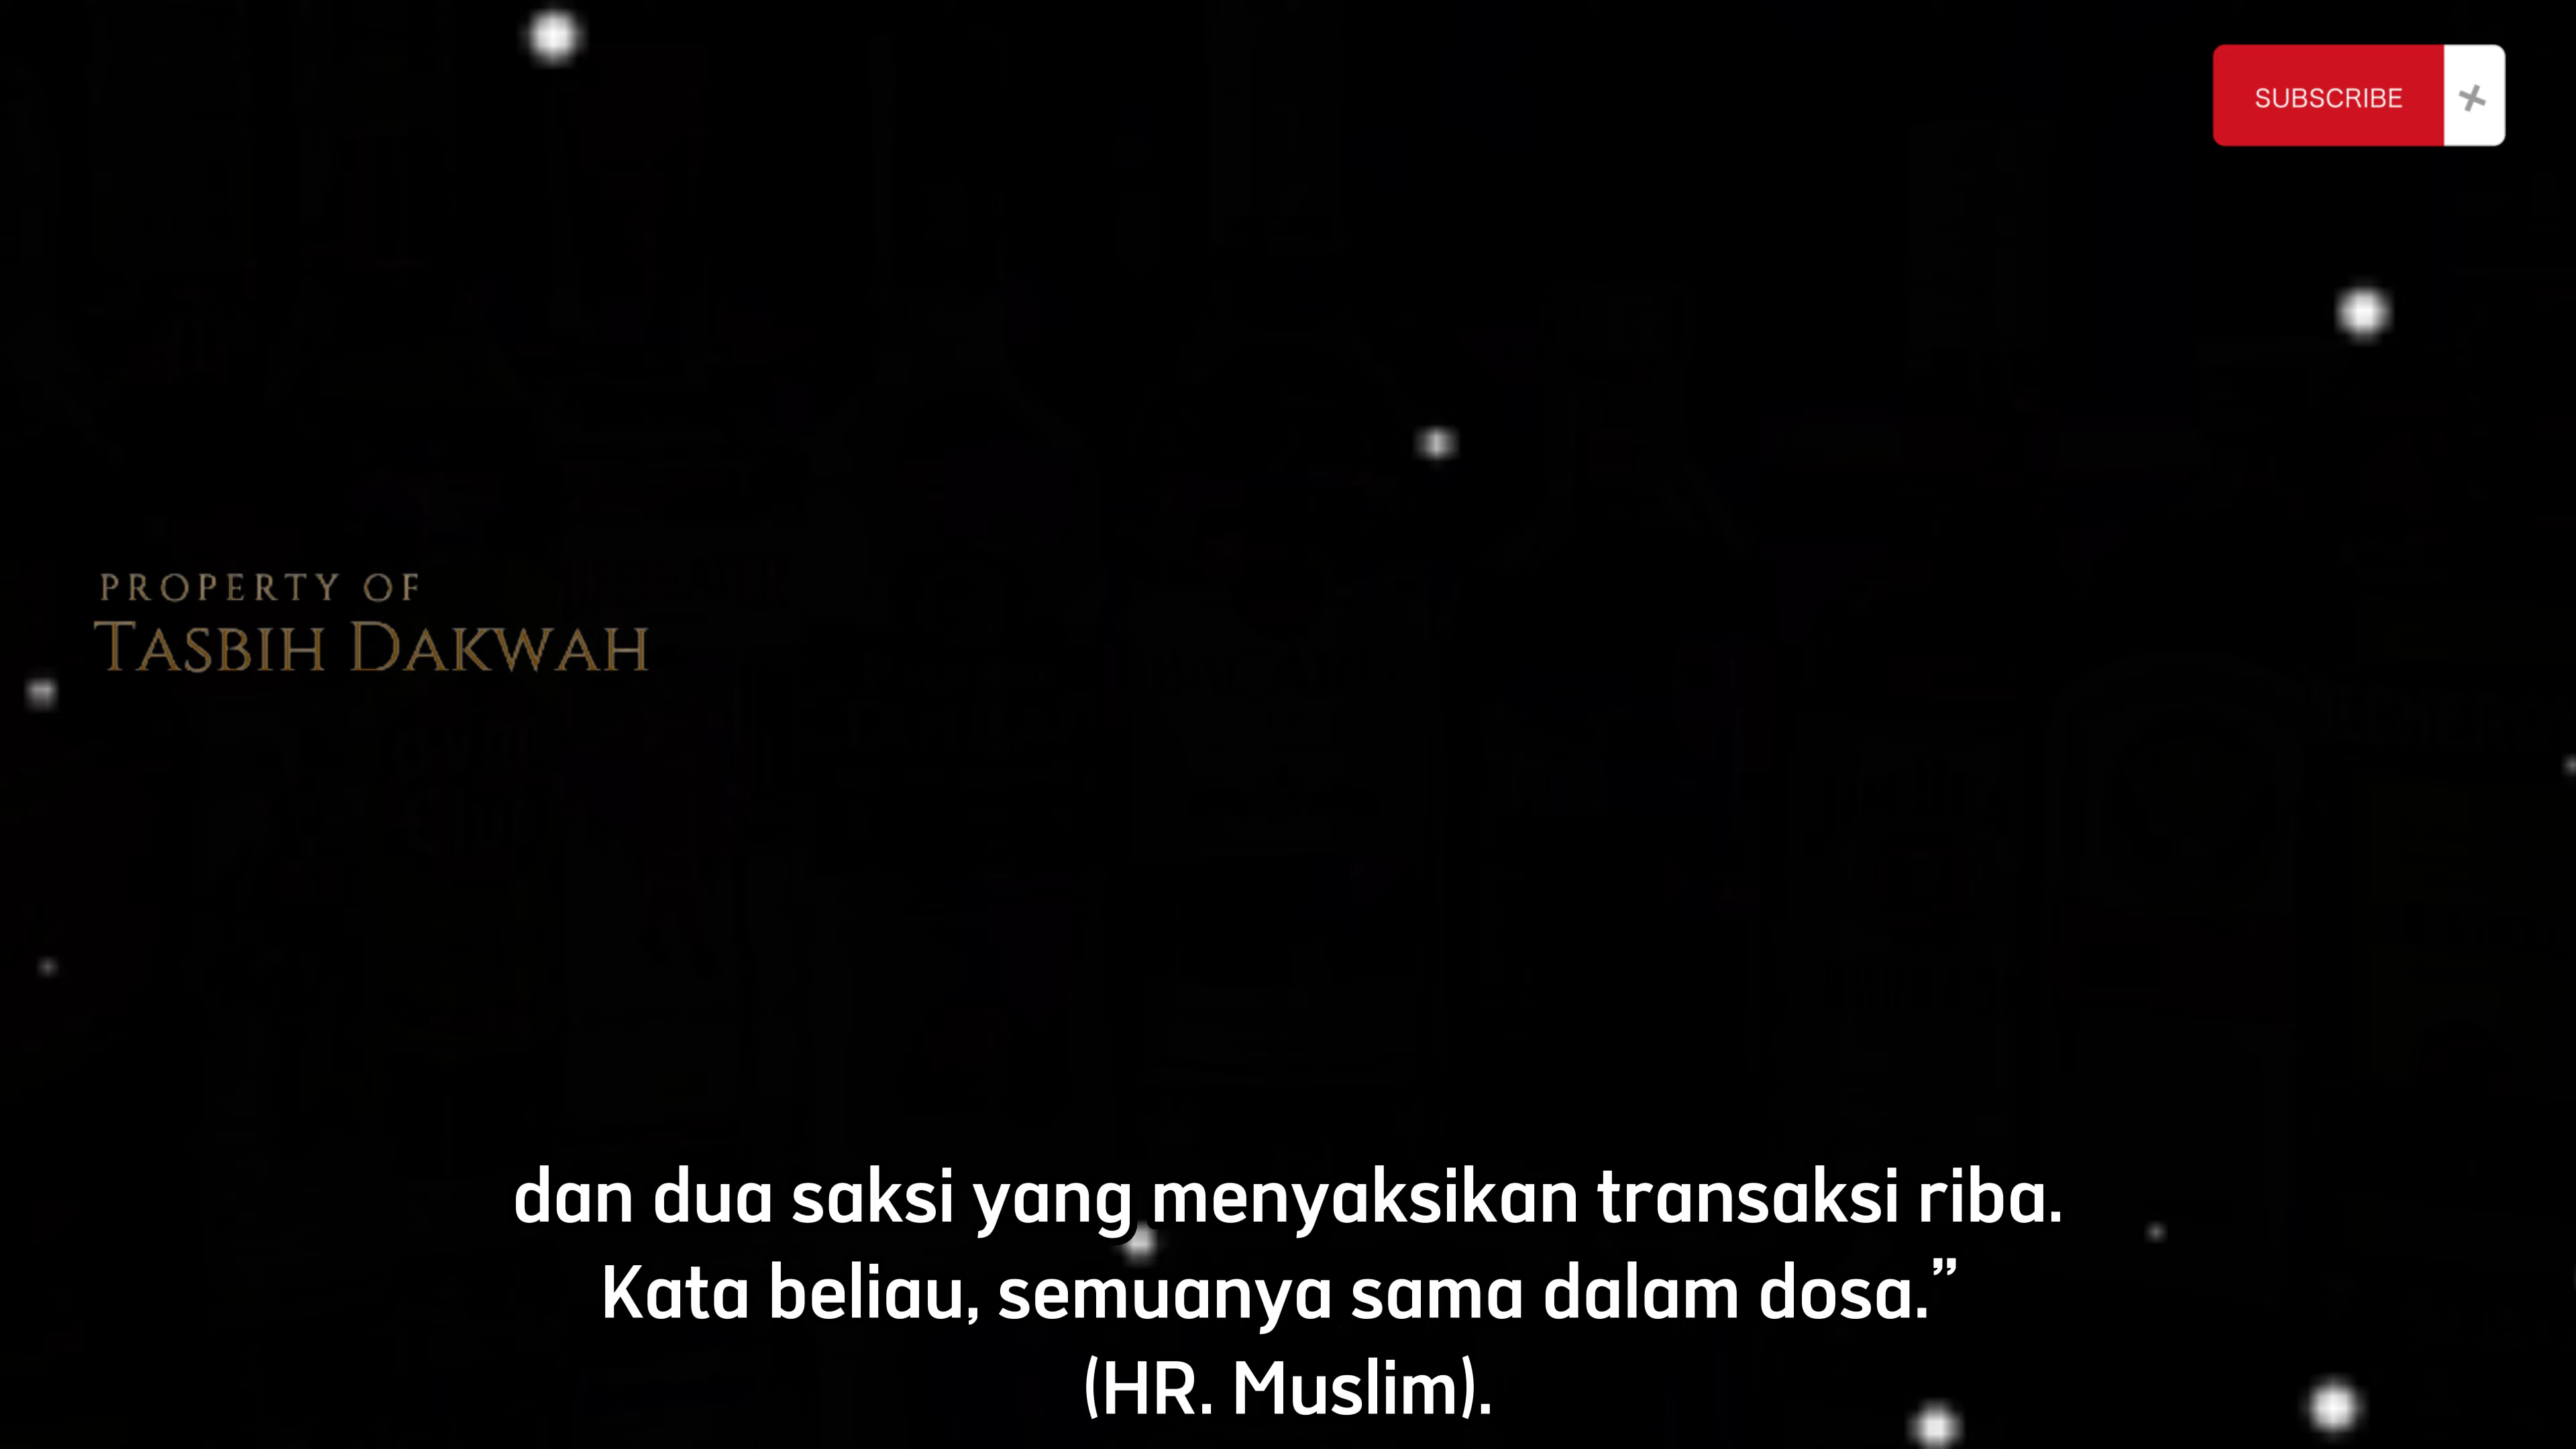 SUBSCRIBE
PROPERTY OF
TASBIH DAKWAH
dan dua saksi yang menyaksikan transaksi riba.
Kata beliau, semuanya sama dalam dosa.”
(HR. Muslim).